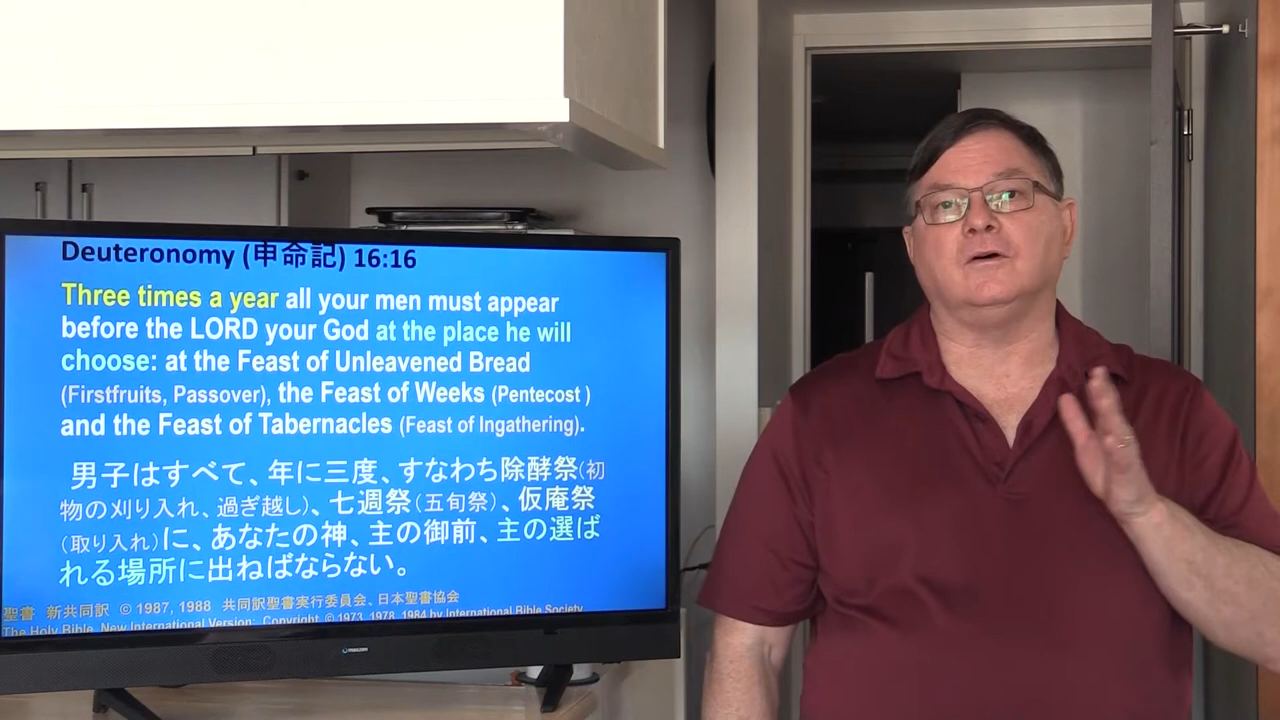 Deuteronomy (申命記) 16:16
Three times a year all your men must appear
before the LORD your God at the place he will
choose: at the Feast of Unleavened Bread
(Firstfruits, Passover), the Feast of Weeks (Pentecost )
and the Feast of Tabernacles (Feast of Ingathering).
男子はすべて、年に三度、すなわち除酵祭(初
物の刈り入れ、過ぎ越し)、七週祭(五旬祭)、仮庵祭
(取り入れ)に、あなたの神、主の御前、主の選ば
れる場所に出ねばならない。
聖書 新共同訳 © 1987, 1988 共同訳聖書実行委員会、日本聖書協会
The Holy Bible, New International Version; Copyright © 1973, 1978, 1984 by International Bible Society